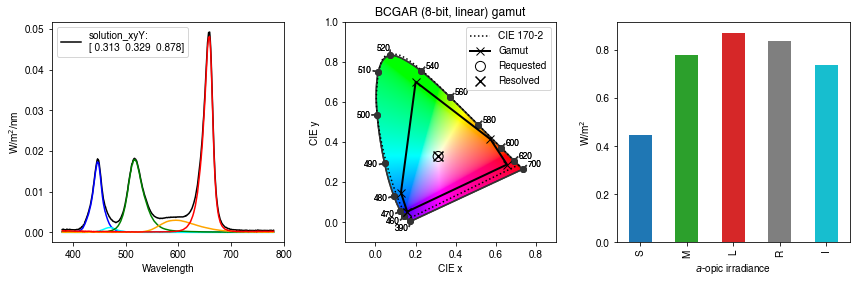 solution_xyY:
[ 0.313 0.329 0.878]
0.05
0.04
0.03
0.02
0.01
0.00
W/m²/nm
400
500
600
700
800
Wavelength
BCGAR (8-bit, linear) gamut
CIE 170-2
Gamut
Requested
Resolved
1.0
0.8
0.6
0.4
0.2
0.0
CIE y
520
540
510
560
500
580
600
490
620
700
480
470
460
390
0.0
0.2
0.4
0.6
0.8
CIE x
0.8
0.6
0.4
0.2
0.0
W/m²
S
M
L
R
I
a-opic irradiance